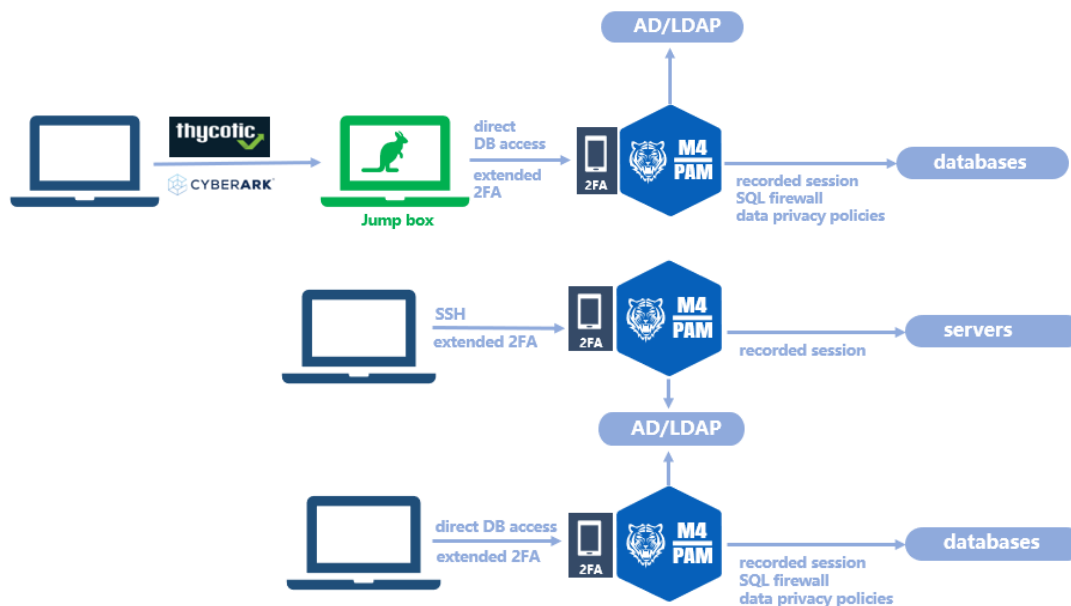 AD/LDAP
thycotic
CYBERARK
Jump box
direct
DB access
extended
2FA
2FA
M4
PAM
recorded session
SQL firewall
data privacy policies
databases
SSH
extended 2FA
2FA
M4
PAM
recorded session
servers
AD/LDAP
direct DB access
extended 2FA
2FA
M4
PAM
recorded session
SQL firewall
data privacy policies
databases